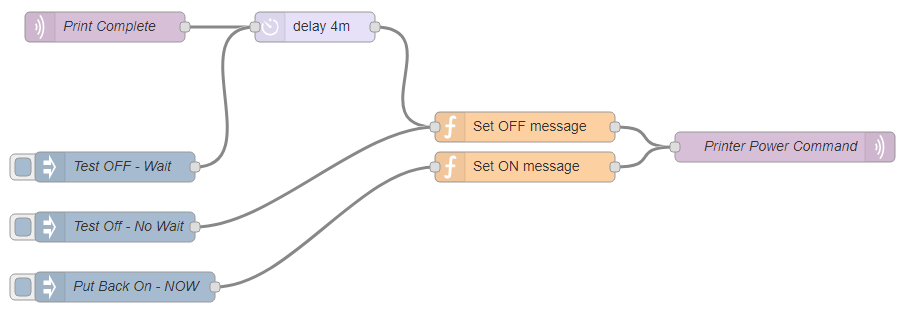 Print Complete
delay 4m
Set OFF message
Printer Power Command
Test OFF - Wait
Set ON message
Test Off - No Wait
Put Back On - NOW